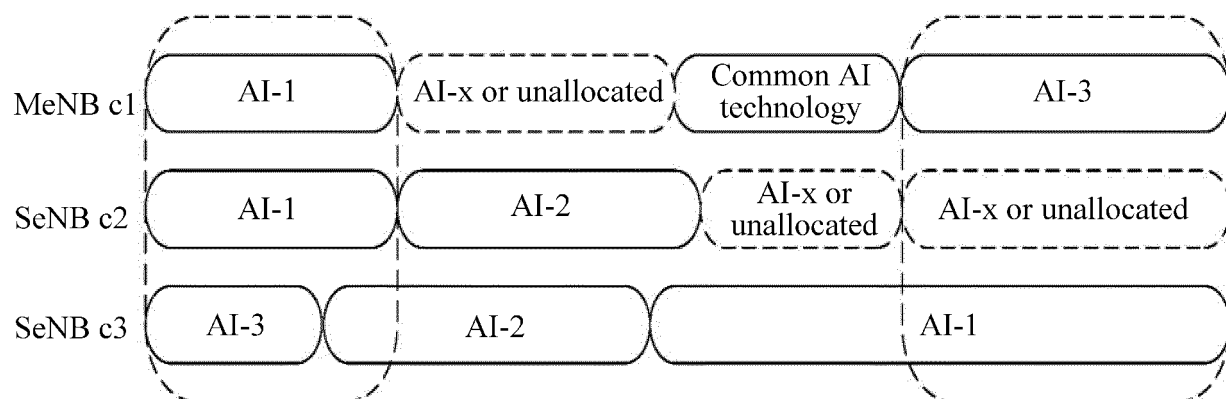 MeNB c1
AI-1
AI-x or unallocated
Common AI
technology
AI-3
SeNB c2
AI-1
AI-2
AI-x or
unallocated
AI-x or unallocated
SeNB c3
AI-3
AI-2
AI-1